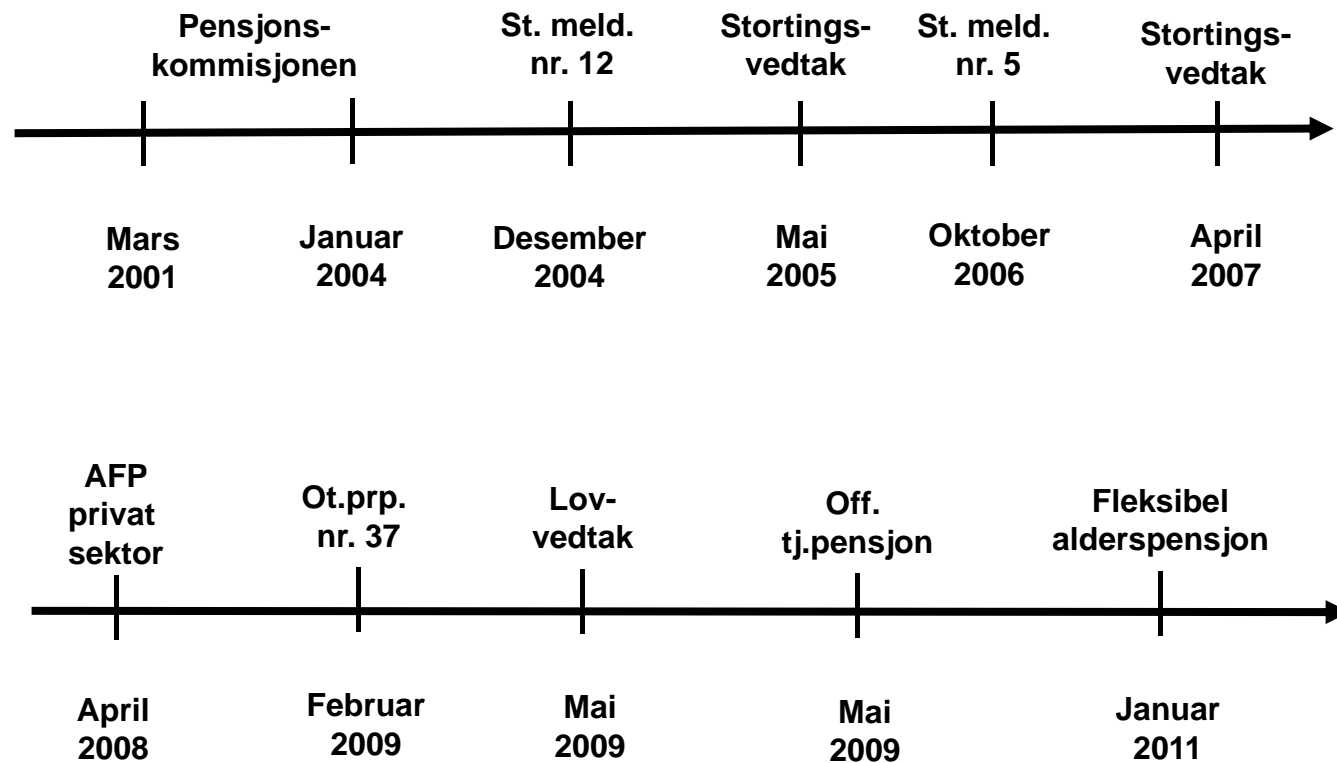 Pensjons-
kommisjonen
St. meld.
nr. 12
Stortings-
vedtak
St. meld.
nr. 5
Stortings-
vedtak
Mars
2001
Januar
2004
Desember
2004
Mai
2005
Oktober
2006
April
2007
AFP
privat
sektor
Ot.prp.
nr. 37
Lov-
vedtak
Off.
tj.pensjon
Fleksibel
alderspensjon
April
2008
Februar
2009
Mai
2009
Mai
2009
Januar
2011